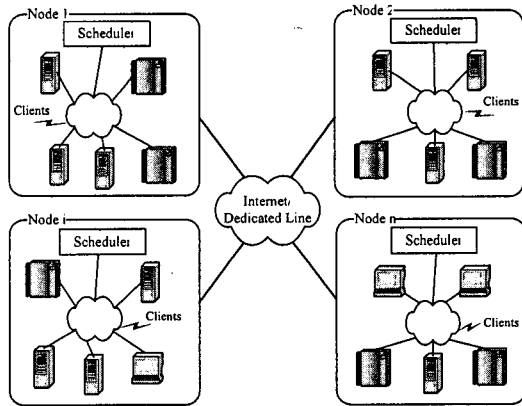 Node 1
Scheduler
Clients
Node 2
Scheduler
Clients
Internet/
Dedicated Line
Node i
Scheduler
Clients
Node n
Scheduler
Clients